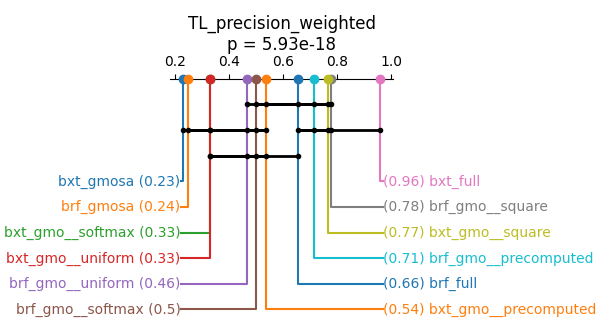 TL_precision_weighted
p = 5.93e-18
0.2 0.4 0.6 0.8 1.0
bxt_gmosa (0.23) (0.96) bxt_full
brf_gmosa (0.24) (0.78) brf_gmo__square
bxt_gmo__softmax (0.33) (0.77) bxt_gmo__square
bxt_gmo__uniform (0.33) (0.71) brf_gmo__precomputed
brf_gmo__uniform (0.46) (0.66) brf_full
brf_gmo__softmax (0.5) (0.54) bxt_gmo__precomputed